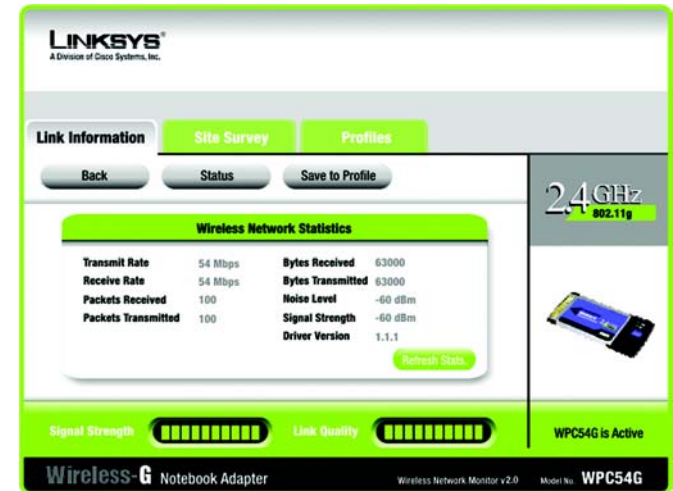 LINKSYS®
A Division of Cisco Systems, Inc.
Link Information
Site Survey
Profiles
Back
Status
Save to Profile
2.4GHz
802.11g
Wireless Network Statistics
Transmit Rate 54 Mbps
Receive Rate 54 Mbps
Packets Received 100
Packets Transmitted 100
Bytes Received 63000
Bytes Transmitted 63000
Noise Level -60 dBm
Signal Strength -60 dBm
Driver Version 1.1.1
Refresh Stats.
Signal Strength
Link Quality
WPC54G is Active
Wireless-G Notebook Adapter
Wireless Network Monitor v2.0
Model No. WPC54G